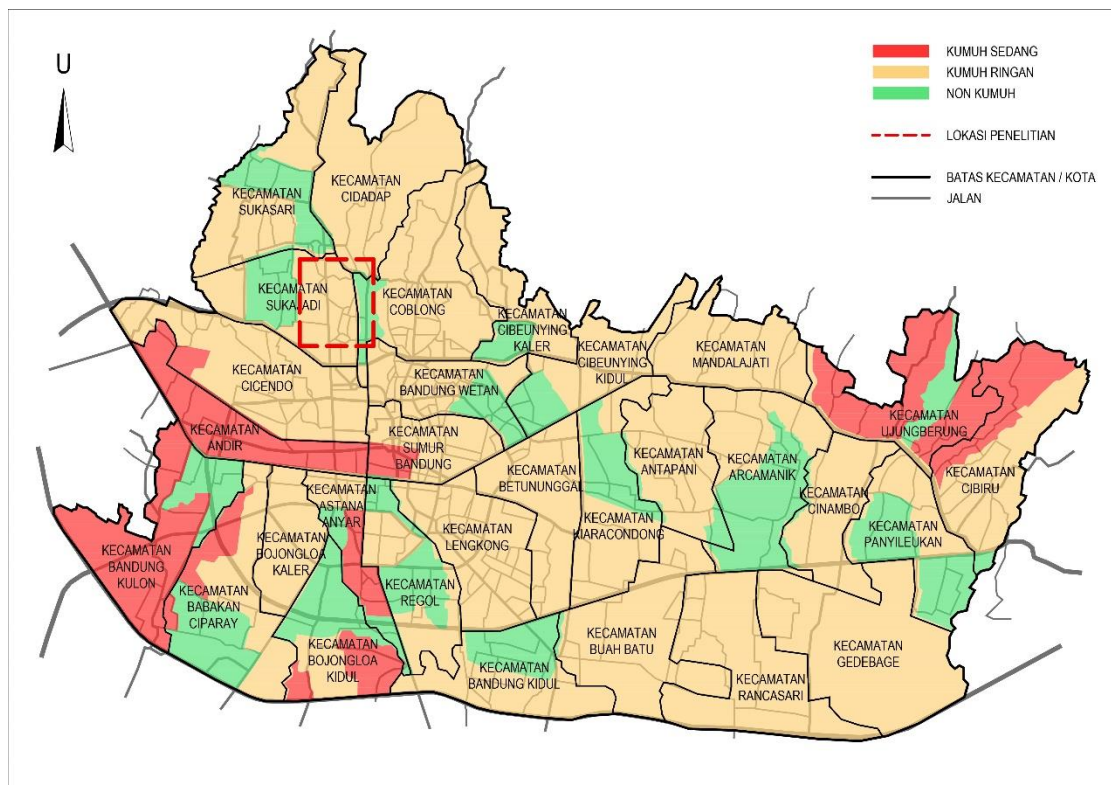 U
KUMUH SEDANG
KUMUH RINGAN
NON KUMUH
LOKASI PENELITIAN
BATAS KECAMATAN / KOTA
JALAN
KECAMATAN
SUKASARI
KECAMATAN
CIDADAP
KECAMATAN
SUKAJADI
KECAMATAN
COBLONG
KECAMATAN
CIBEUNYING
KALER
KECAMATAN
CIBEUNYING
KIDUL
KECAMATAN
MANDALAJATI
KECAMATAN
CICENDO
KECAMATAN
BANDUNG WETAN
KECAMATAN
UJUNGBERUNG
KECAMATAN
ANDIR
KECAMATAN
SUMUR
BANDUNG
KECAMATAN
ANTAPANI
KECAMATAN
ARCAMANIK
KECAMATAN
CIBIRU
KECAMATAN
BETUNUNGGAL
KECAMATAN
CINAMBO
KECAMATAN
ASTANA
ANYAR
KECAMATAN
KIARACONDONG
KECAMATAN
PANYILEUKAN
KECAMATAN
LENGKONG
KECAMATAN
BOJONGLOA
KALER
KECAMATAN
BANDUNG
KULON
KECAMATAN
REGOL
KECAMATAN
BABAKAN
CIPARAY
KECAMATAN
BOJONGLOA
KIDUL
KECAMATAN
BANDUNG KIDUL
KECAMATAN
BUAH BATU
KECAMATAN
RANCASARI
KECAMATAN
GEDEBAGE